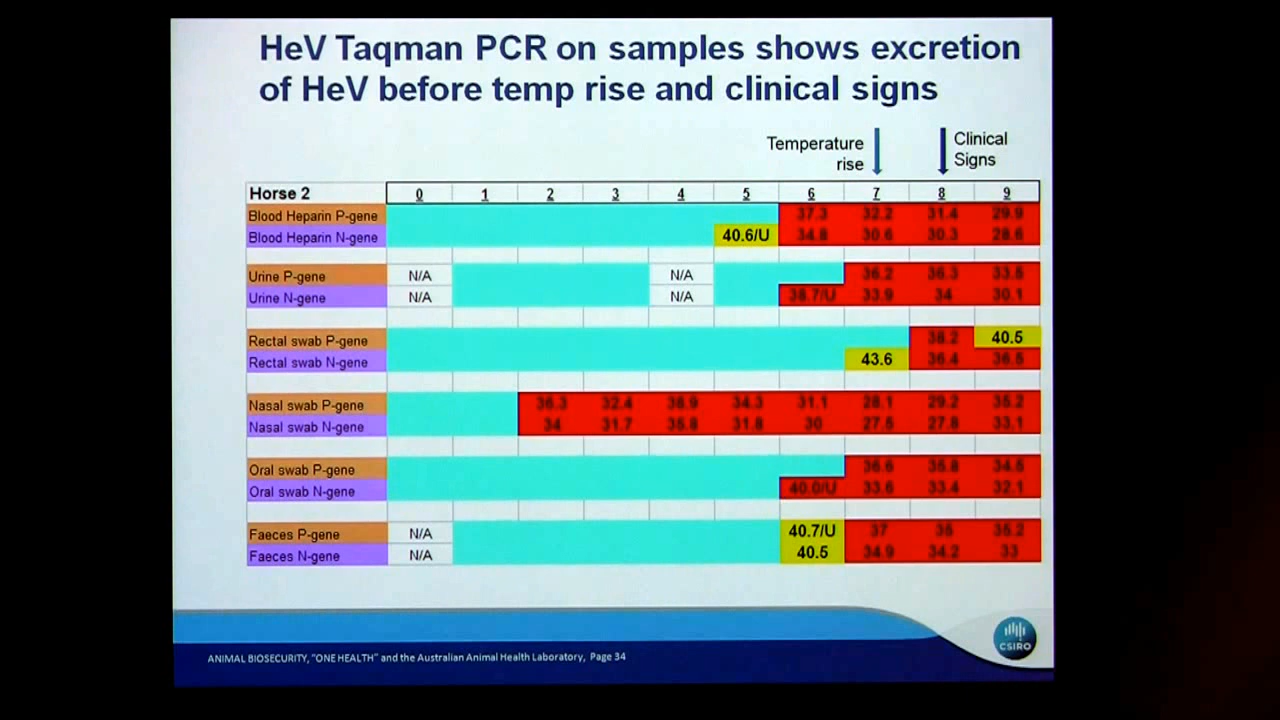 HeV Taqman PCR on samples shows excretion
of HeV before temp rise and clinical signs
Temperature
rise
Clinical
Signs
Horse 2 0 1 2 3 4 5 6 7 8 9
Blood Heparin P-gene 37.3 32.2 31.4 29.9
Blood Heparin N-gene 40.6/U 34.8 30.6 30.3 28.6
Urine P-gene N/A N/A 36.2 36.3 33.5
Urine N-gene N/A N/A 38.7/U 33.9 34 30.1
Rectal swab P-gene 38.2 40.5
Rectal swab N-gene 43.6 36.4 36.5
Nasal swab P-gene 36.3 32.4 36.9 34.3 31.1 28.1 29.2 35.2
Nasal swab N-gene 34 31.7 35.8 31.8 30 27.5 27.8 33.1
Oral swab P-gene 36.6 35.8 34.5
Oral swab N-gene 40.0/U 33.6 33.4 32.1
Faeces P-gene N/A 40.7/U 37 35 35.2
Faeces N-gene N/A 40.5 34.9 34.2 33
ANIMAL BIOSECURITY, "ONE HEALTH" and the Australian Animal Health Laboratory, Page 34
CSIRO